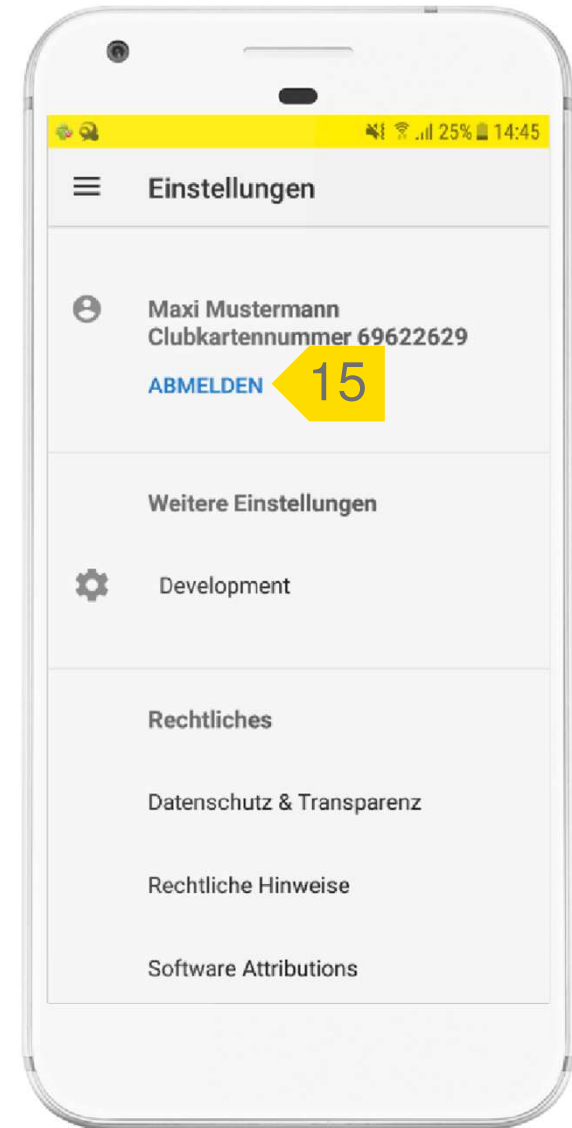 25% 14:45
Einstellungen
Maxi Mustermann
Clubkartennummer 69622629
ABMELDEN 15
Weitere Einstellungen
Development
Rechtliches
Datenschutz & Transparenz
Rechtliche Hinweise
Software Attributions